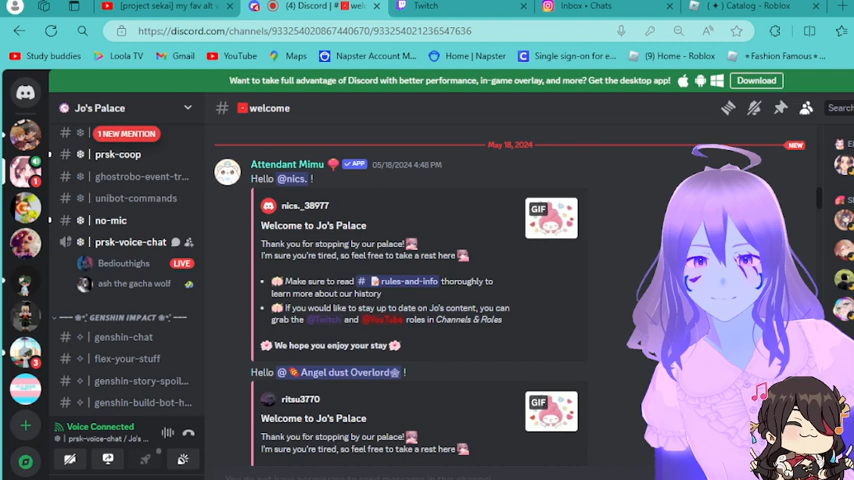 [project sekai] my fav alt v
(4) Discord | # wel
Twitch
Inbox • Chats
Catalog - Roblox
https://discord.com/channels/933254020867440670/933254021236547636
Study buddies
Loola TV
Gmail
YouTube
Maps
Napster Account M...
Home | Napster
Single sign-on for e...
(9) Home - Roblox
*Fashion Famous*...
Want to take full advantage of Discord with better performance, in-game overlay, and more? Get the desktop app!
Download
Jo's Palace
# welcome
Search
1 NEW MENTION
prsk-coop
ghostrobo-event-tr...
unibot-commands
no-mic
prsk-voice-chat
Bediouthighs LIVE
ash the gacha wolf
GENSHIN IMPACT
genshin-chat
flex-your-stuff
genshin-story-spoil...
genshin-build-bot-h...
Voice Connected
prsk-voice-chat / Jo's ...
May 18, 2024 NEW
Attendant Mimu APP 05/18/2024 4:48 PM
Hello @nics. !
nics._38977
GIF
Welcome to Jo's Palace
Thank you for stopping by our palace!
I'm sure you're tired, so feel free to take a rest here
Make sure to read # rules-and-info thoroughly to
learn more about our history
If you would like to stay up to date on Jo's content, you can
grab the @Twitch and @YouTube roles in Channels & Roles
We hope you enjoy your stay
Hello @ Angel dust Overlord !
ritsu3770
GIF
Welcome to Jo's Palace
Thank you for stopping by our palace!
I'm sure you're tired, so feel free to take a rest here